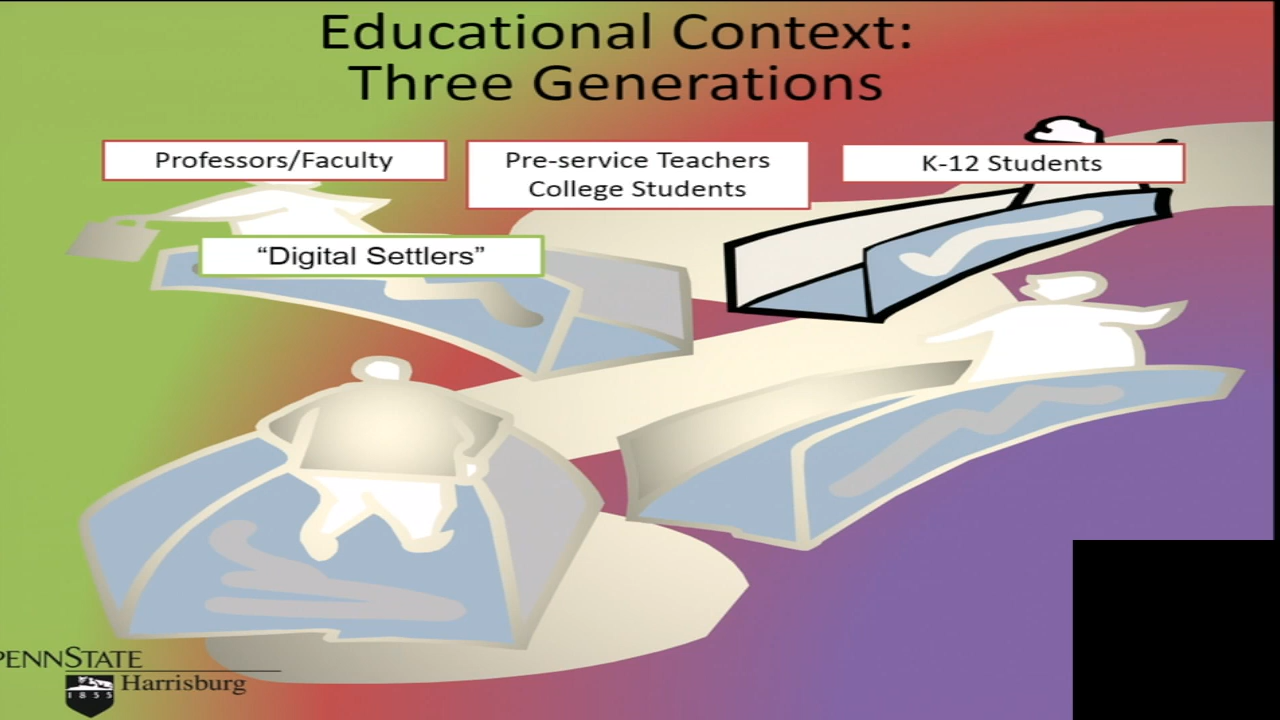 Educational Context:
Three Generations
Professors/Faculty
Pre-service Teachers
College Students
K-12 Students
“Digital Settlers”
PENNSTATE
Harrisburg
1855